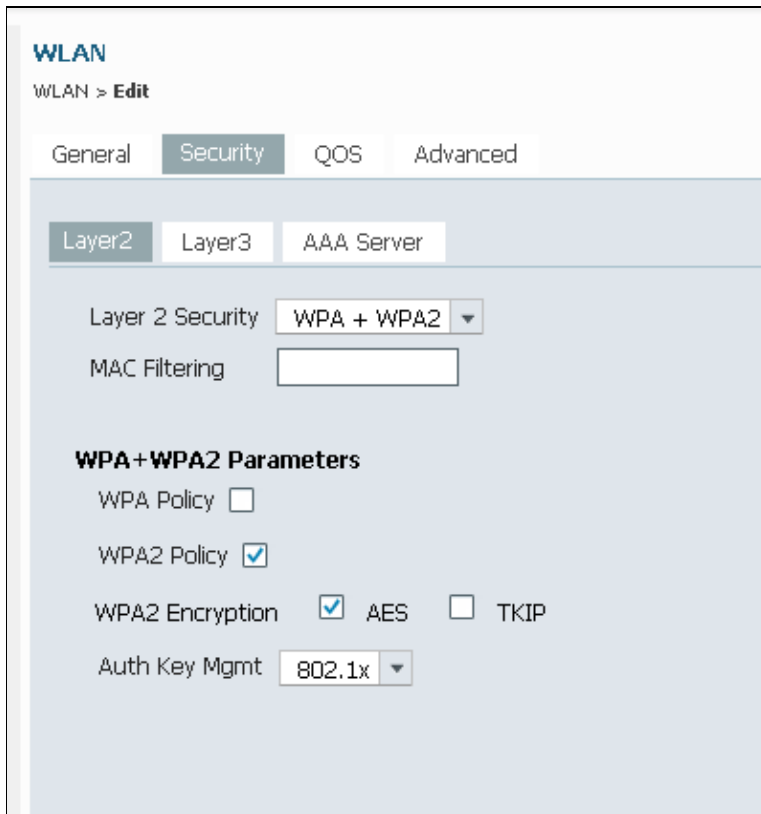 WLAN
WLAN > Edit
General Security QOS Advanced
Layer2 Layer3 AAA Server
Layer 2 Security WPA + WPA2
MAC Filtering
WPA+WPA2 Parameters
WPA Policy
WPA2 Policy
WPA2 Encryption AES TKIP
Auth Key Mgmt 802.1x